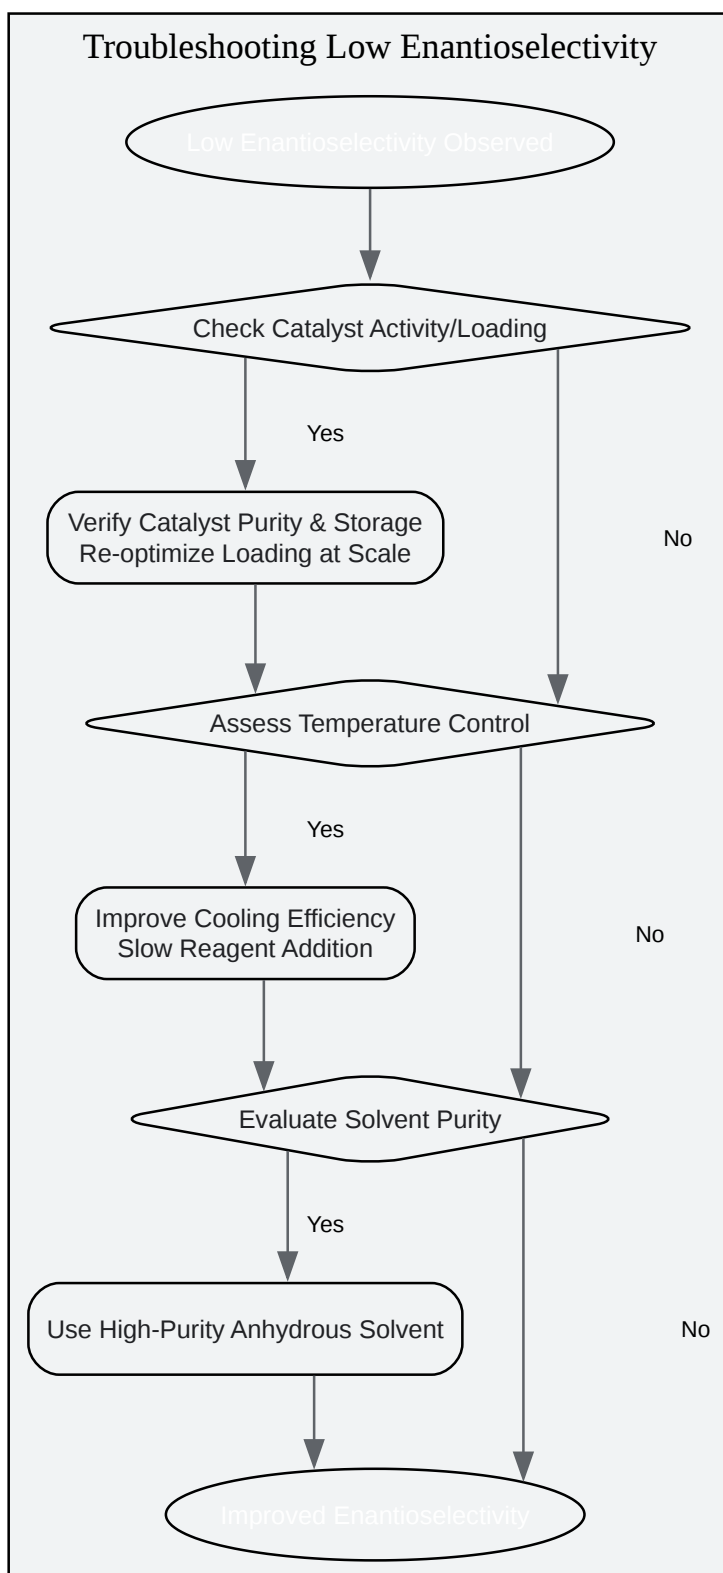 Troubleshooting Low Enantioselectivity
Low Enantioselectivity Observed
Check Catalyst Activity/Loading
Yes
Verify Catalyst Purity & Storage
Re-optimize Loading at Scale
No
Assess Temperature Control
Yes
Improve Cooling Efficiency
Slow Reagent Addition
No
Evaluate Solvent Purity
Yes
Use High-Purity Anhydrous Solvent
No
Improved Enantioselectivity